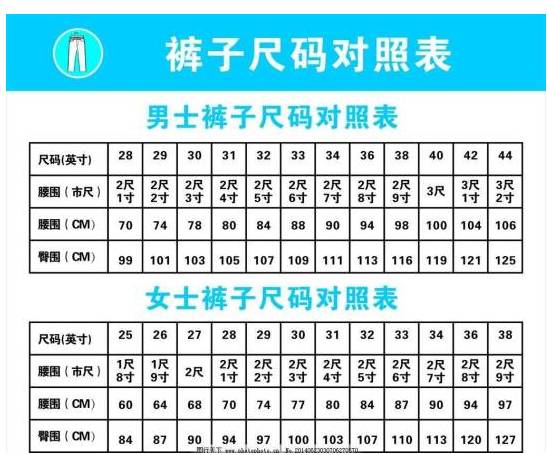 裤子尺码对照表
男士裤子尺码对照表
尺码(英寸) 28 29 30 31 32 33 34 36 38 40 42 44
腰围(市尺) 2尺1寸 2尺2寸 2尺3寸 2尺4寸 2尺5寸 2尺6寸 2尺7寸 2尺8寸 2尺9寸 3尺 3尺1寸 3尺2寸
腰围(CM) 70 74 78 80 84 88 90 94 98 100 104 106
臀围(CM) 99 101 103 105 107 109 111 113 116 119 121 125
女士裤子尺码对照表
尺码(英寸) 25 26 27 28 29 30 31 32 33 34 36 38
腰围(市尺) 1尺8寸 1尺9寸 2尺 2尺1寸 2尺2寸 2尺3寸 2尺4寸 2尺5寸 2尺6寸 2尺7寸 2尺8寸 2尺9寸
腰围(CM) 60 64 68 70 74 77 80 84 87 90 94 97
臀围(CM) 84 87 90 94 97 100 103 107 110 113 120 127